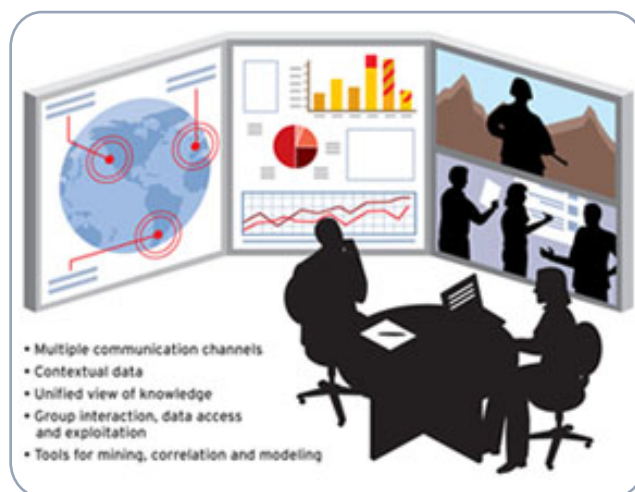 • Multiple communication channels
• Contextual data
• Unified view of knowledge
• Group interaction, data access
and exploitation
• Tools for mining, correlation and modeling